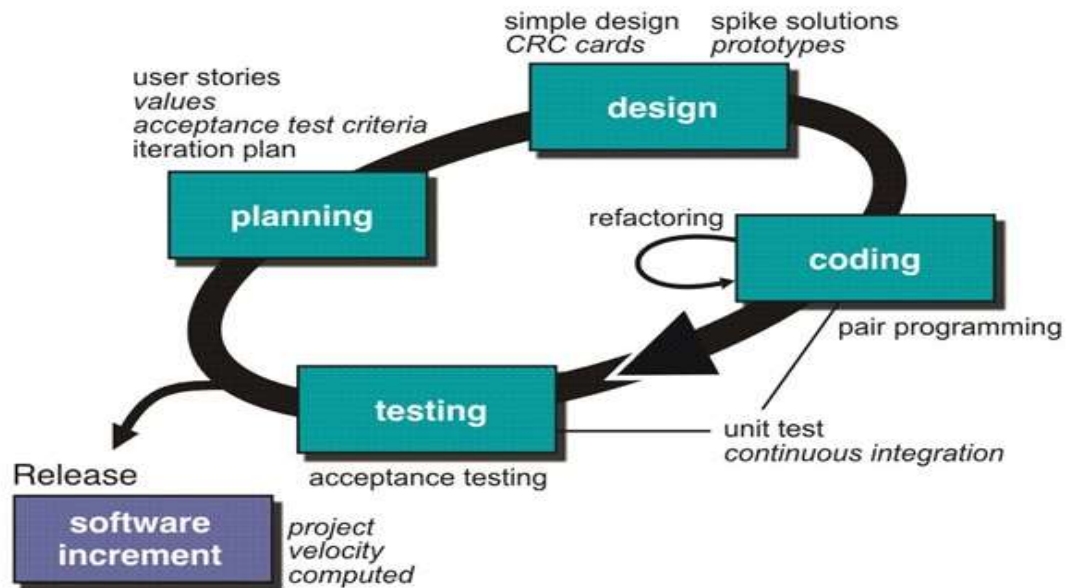 simple design
CRC cards
spike solutions
prototypes
design
user stories
values
acceptance test criteria
iteration plan
planning
refactoring
coding
pair programming
testing
acceptance testing
unit test
continuous integration
Release
software
increment
project
velocity
computed